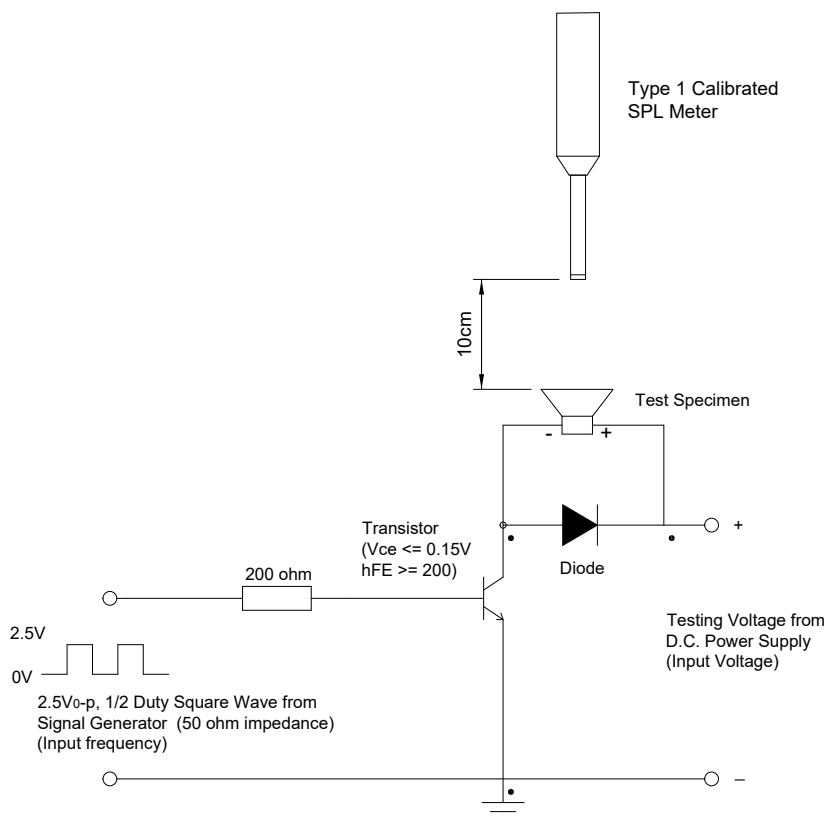 Type 1 Calibrated
SPL Meter
10cm
Test Specimen
- +
Transistor
(Vce <= 0.15V
hFE >= 200)
+
Diode
200 ohm
Testing Voltage from
D.C. Power Supply
(Input Voltage)
2.5V
0V
2.5V0-p, 1/2 Duty Square Wave from
Signal Generator (50 ohm impedance)
(Input frequency)
–